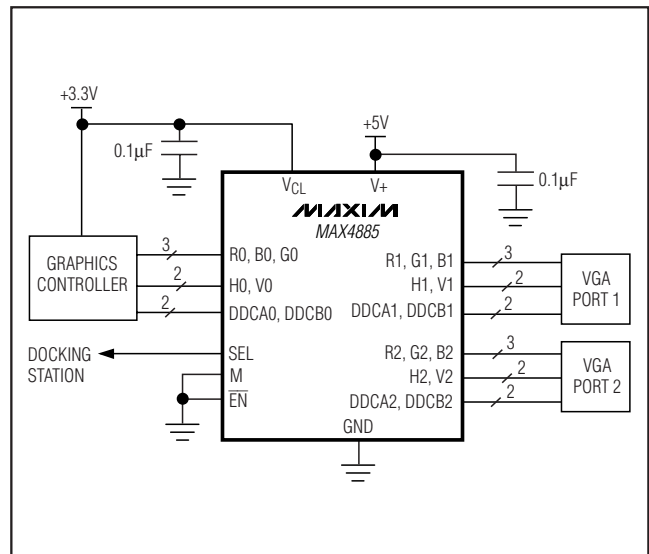 +3.3V
+5V
0.1µF
0.1µF
VCL
V+
MAXIM
MAX4885
GRAPHICS
CONTROLLER
3
R0, B0, G0
2
H0, V0
2
DDCA0, DDCB0
R1, G1, B1
3
H1, V1
2
DDCA1, DDCB1
2
VGA
PORT 1
DOCKING
STATION
SEL
M
EN
R2, G2, B2
3
H2, V2
2
DDCA2, DDCB2
2
VGA
PORT 2
GND